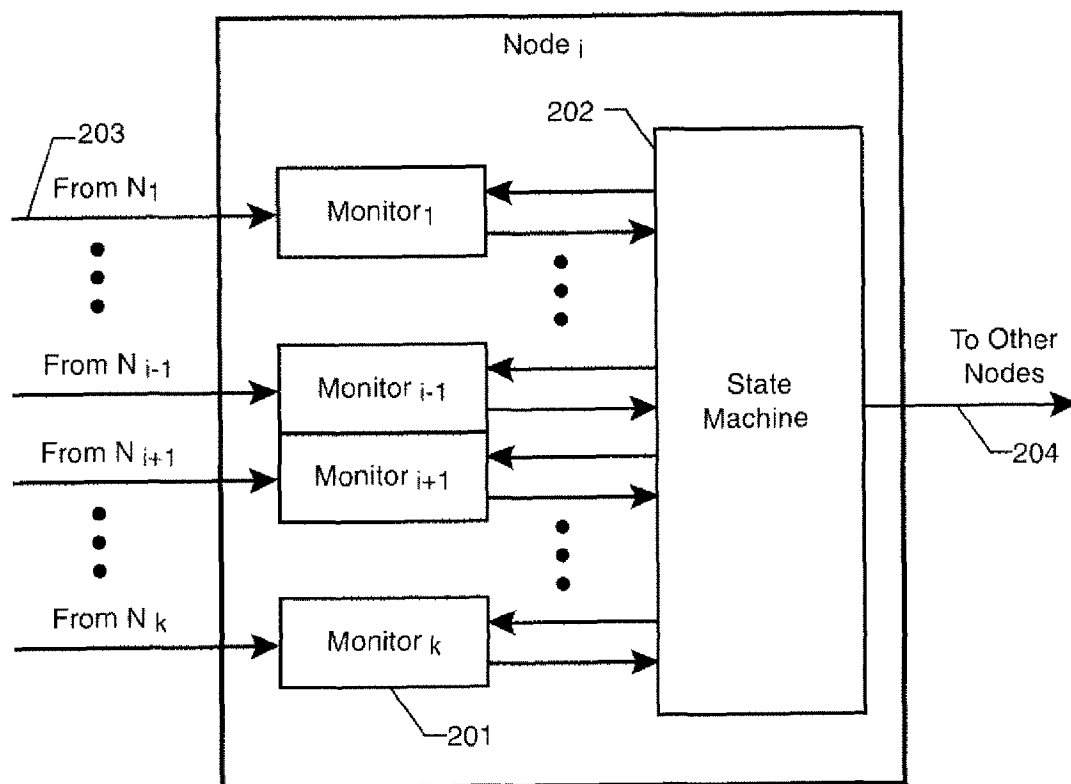 Node i
203
202
From N1
Monitor1
From N i-1
Monitor i-1
From N i+1
Monitor i+1
State
Machine
To Other
Nodes
204
From N k
Monitor k
201